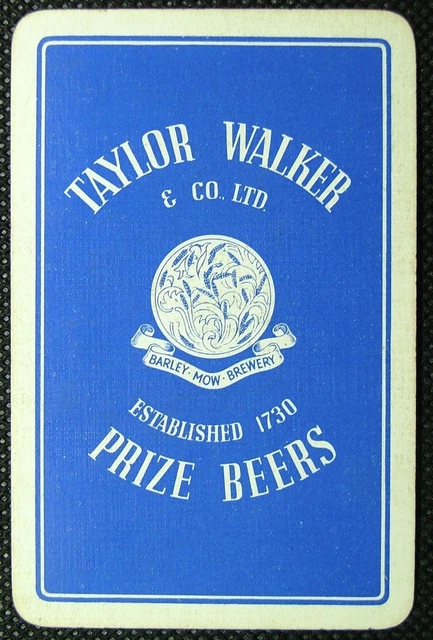 TAYLOR WALKER
& CO., LTD.
BARLEY · MOW · BREWERY
ESTABLISHED 1730
PRIZE BEERS